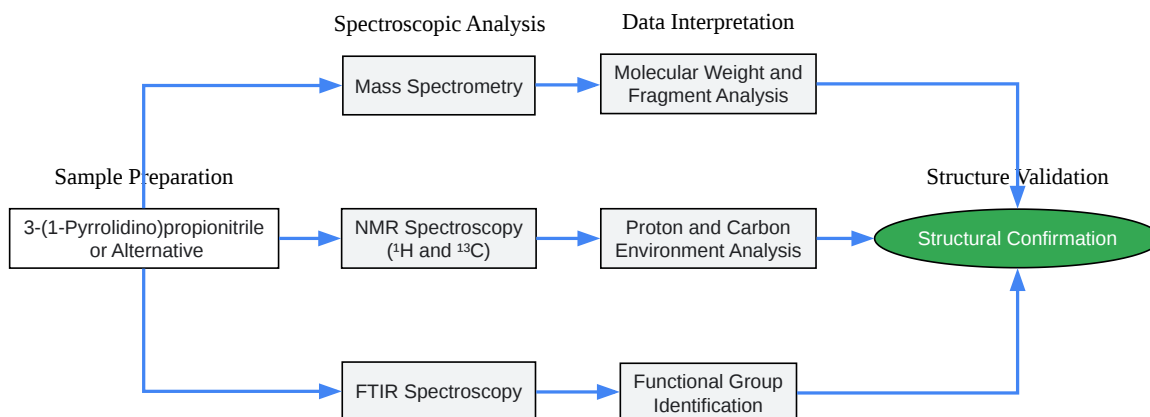 Spectroscopic Analysis
Data Interpretation
Mass Spectrometry
Molecular Weight and
Fragment Analysis
Sample Preparation
Structure Validation
3-(1-Pyrrolidino)propionitrile
or Alternative
NMR Spectroscopy
(¹H and ¹³C)
Proton and Carbon
Environment Analysis
Structural Confirmation
FTIR Spectroscopy
Functional Group
Identification